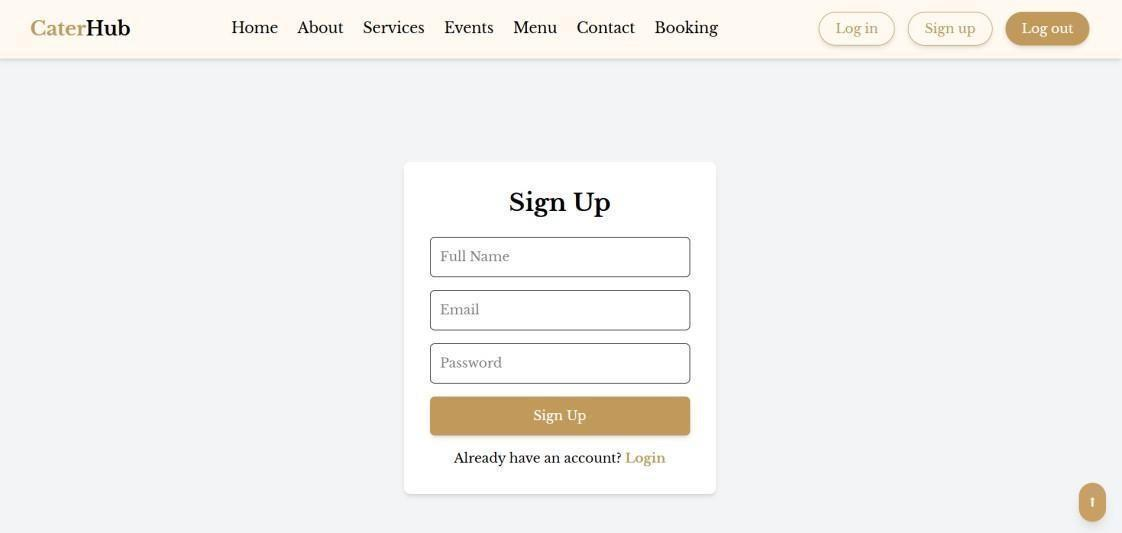 CaterHub Home About Services Events Menu Contact Booking Log in Sign up Log out
Sign Up
Full Name
Email
Password
Sign Up
Already have an account? Login
↑